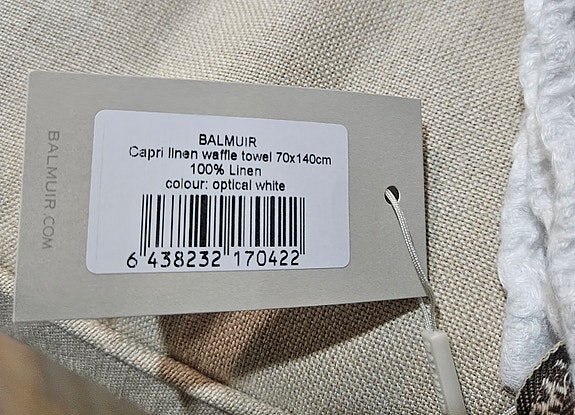 BALMUIR
Capri linen waffle towel 70x140cm
100% Linen
colour: optical white
6 438232 170422
BALMUIR.COM